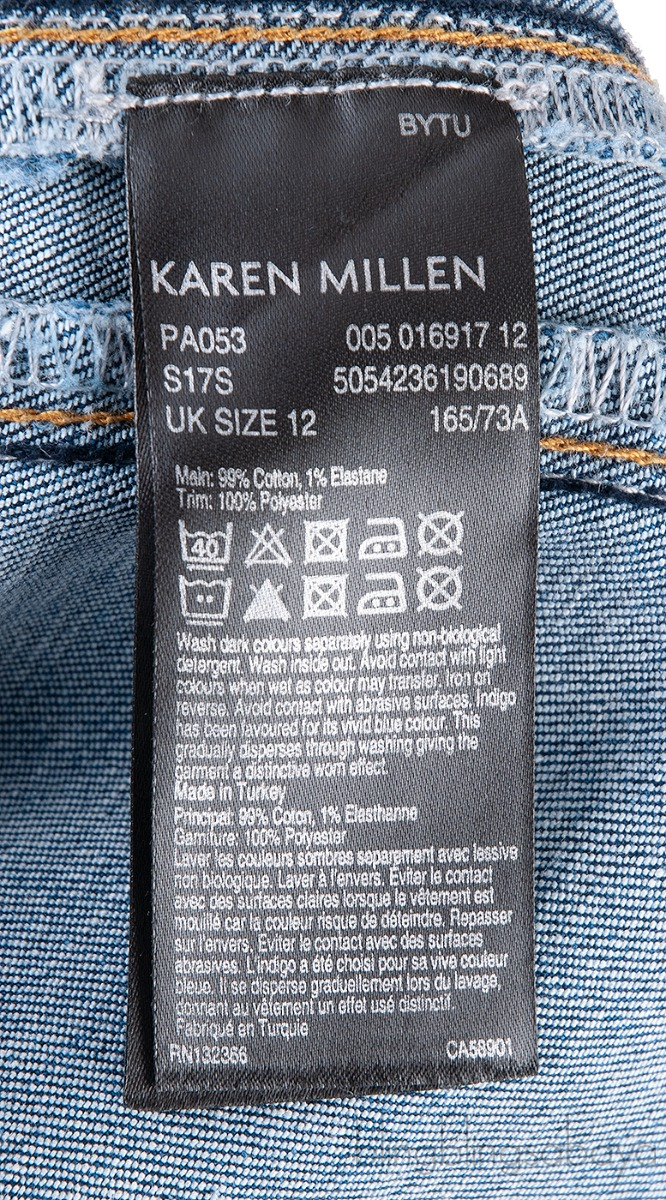 BYTU
KAREN MILLEN
PA053 005 016917 12
S17S 5054236190689
UK SIZE 12 165/73A
Main: 99% Cotton, 1% Elastane
Trim: 100% Polyester
40
Wash dark colours separately using non-biological
detergent. Wash inside out. Avoid contact with light
colours when wet as colour may transfer. Iron on
reverse. Avoid contact with abrasive surfaces. Indigo
has been favoured for its vivid blue colour. This
gradually disperses through washing giving the
garment a distinctive worn effect.
Made in Turkey
Principal: 99% Coton, 1% Elasthanne
Garniture: 100% Polyester
Laver les couleurs sombres separement avec lessive
non biologique. Laver à l'envers. Eviter le contact
avec des surfaces claires lorsque le vêtement est
mouillé car la couleur risque de déteindre. Repasser
sur l'envers. Eviter le contact avec des surfaces
abrasives. L'indigo a été choisi pour sa vive couleur
bleue. Il se disperse graduellement lors du lavage,
donnant au vêtement un effet usé distinctif.
Fabriqué en Turquie
RN132366 CA58901